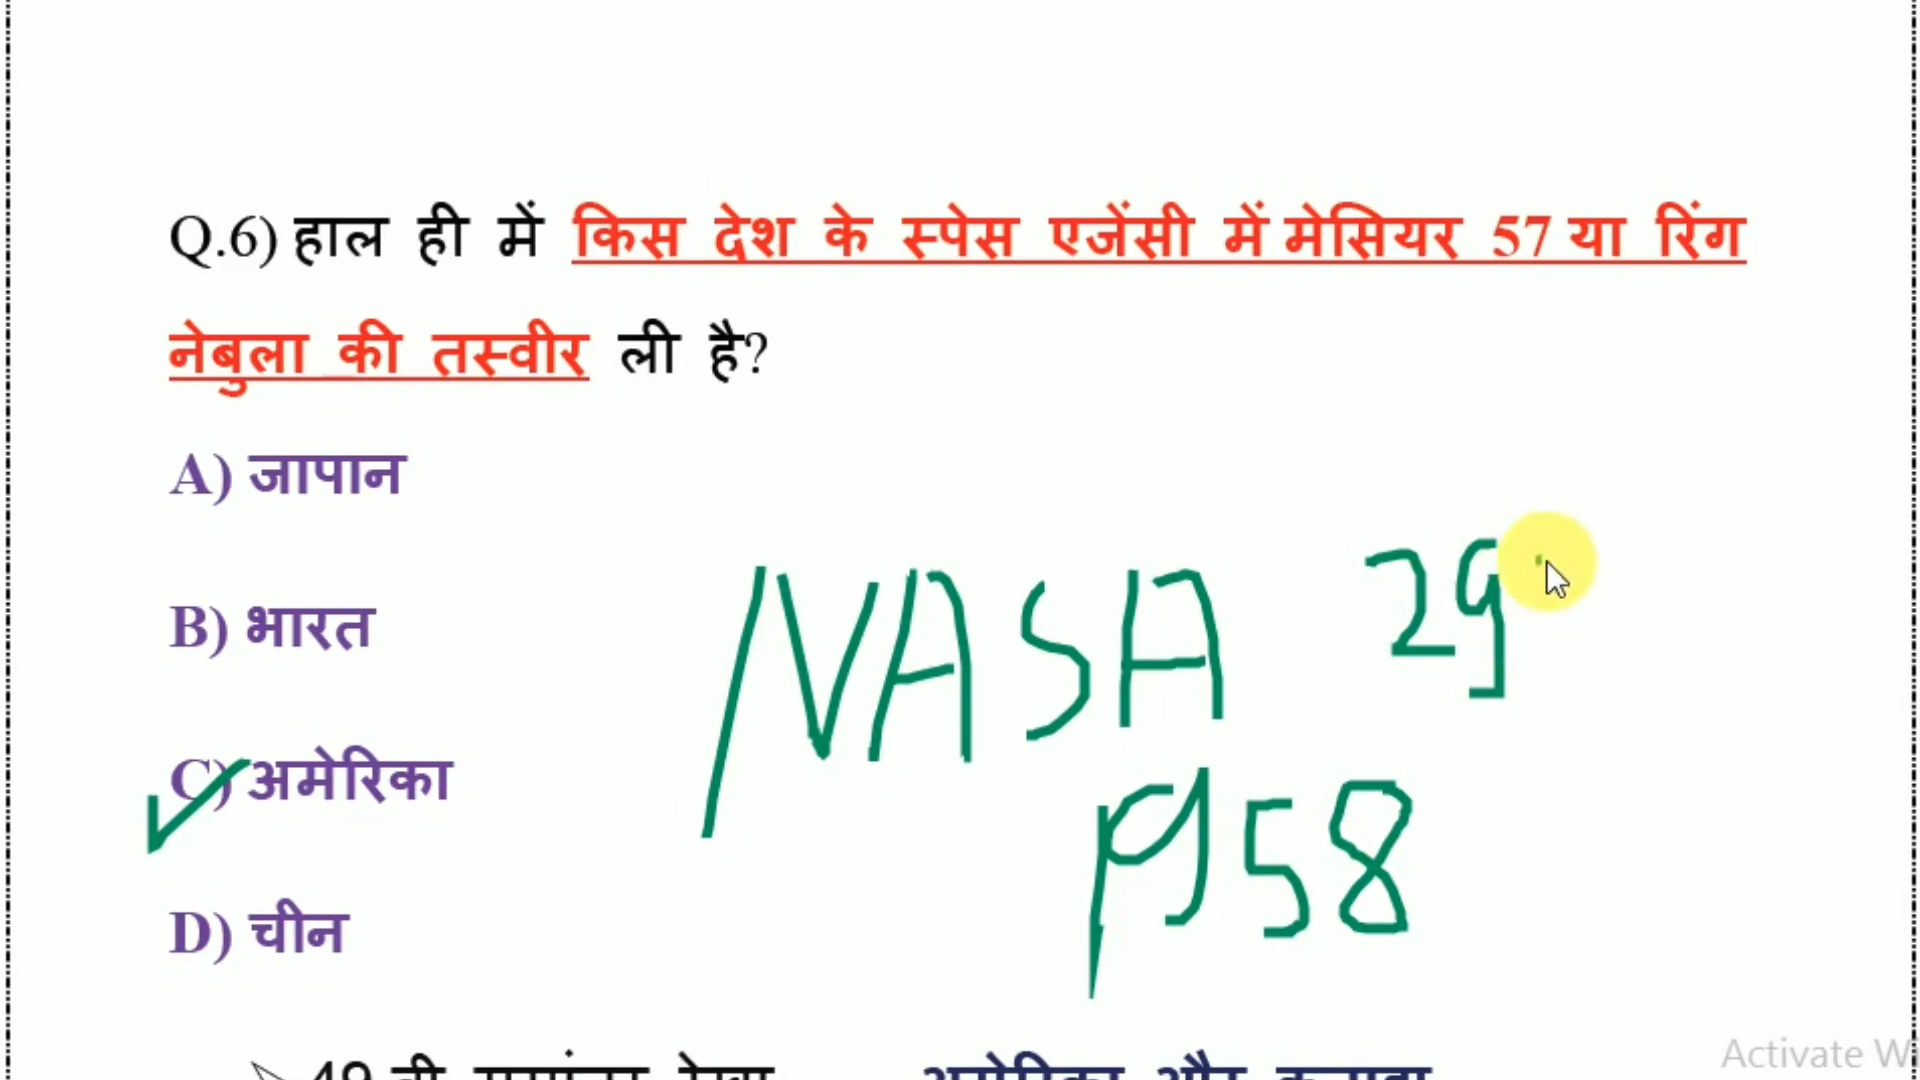 Q.6) हाल ही में किस देश के स्पेस एजेंसी में मेसियर 57 या रिंग
नेबुला की तस्वीर ली है?
A) जापान
B) भारत
NASA 29
C) अमेरिका
1958
D) चीन
Activate